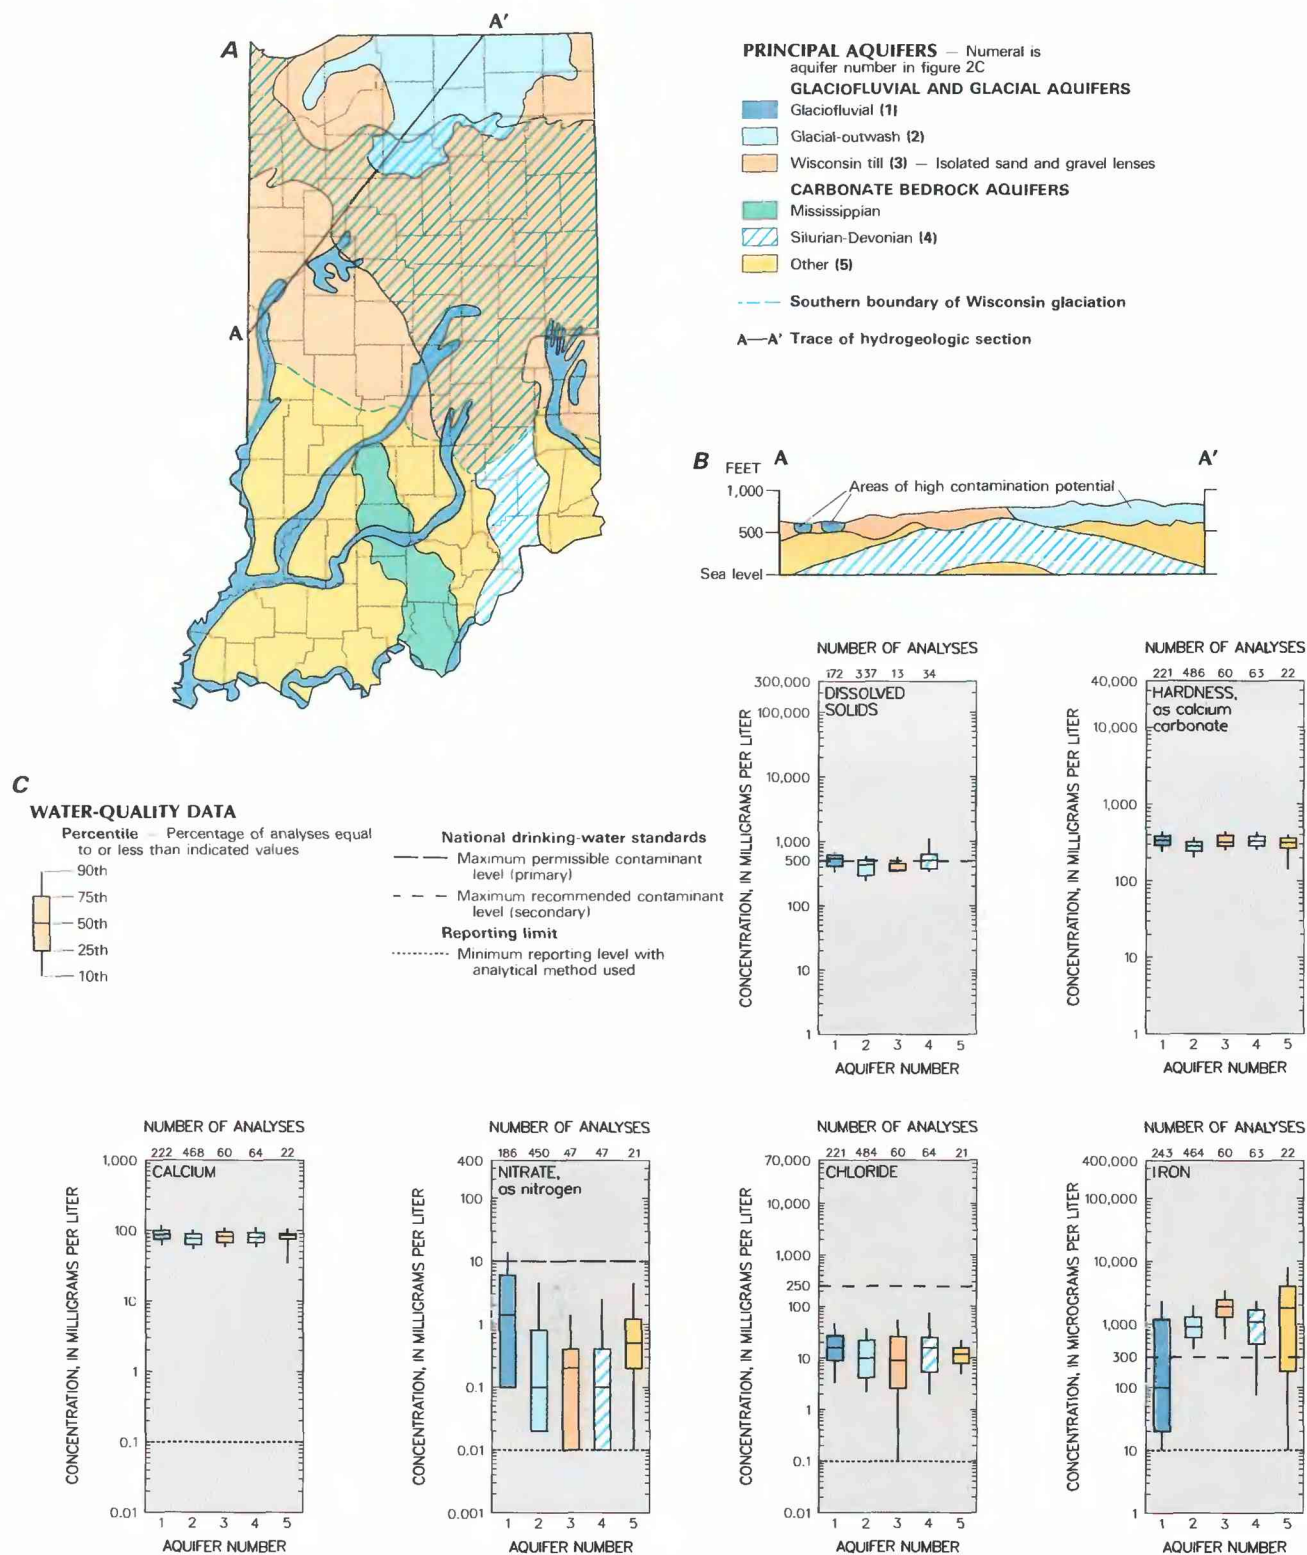 A
A'
A
PRINCIPAL AQUIFERS — Numeral is
aquifer number in figure 2C
GLACIOFLUVIAL AND GLACIAL AQUIFERS
Glaciofluvial (1)
Glacial-outwash (2)
Wisconsin till (3) — Isolated sand and gravel lenses
CARBONATE BEDROCK AQUIFERS
Mississippian
Silurian-Devonian (4)
Other (5)
Southern boundary of Wisconsin glaciation
A—A' Trace of hydrogeologic section
B
FEET
A
A'
1,000
500
Sea level
Areas of high contamination potential
C
WATER-QUALITY DATA
Percentile — Percentage of analyses equal
to or less than indicated values
90th
75th
50th
25th
10th
National drinking-water standards
Maximum permissible contaminant
level (primary)
Maximum recommended contaminant
level (secondary)
Reporting limit
Minimum reporting level with
analytical method used
NUMBER OF ANALYSES
172 337 13 34
DISSOLVED
SOLIDS
CONCENTRATION, IN MILLIGRAMS PER LITER
300,000
100,000
10,000
1,000
500
100
10
1
1 2 3 4 5
AQUIFER NUMBER
NUMBER OF ANALYSES
221 486 60 63 22
HARDNESS,
as calcium
carbonate
CONCENTRATION, IN MILLIGRAMS PER LITER
40,000
10,000
1,000
100
10
1
1 2 3 4 5
AQUIFER NUMBER
NUMBER OF ANALYSES
222 468 60 64 22
CALCIUM
CONCENTRATION, IN MILLIGRAMS PER LITER
1,000
100
10
1
0.1
0.01
1 2 3 4 5
AQUIFER NUMBER
NUMBER OF ANALYSES
186 450 47 47 21
NITRATE,
as nitrogen
CONCENTRATION, IN MILLIGRAMS PER LITER
400
100
10
1
0.1
0.01
0.001
1 2 3 4 5
AQUIFER NUMBER
NUMBER OF ANALYSES
221 484 60 64 21
CHLORIDE
CONCENTRATION, IN MILLIGRAMS PER LITER
70,000
10,000
1,000
250
100
10
1
0.1
0.01
1 2 3 4 5
AQUIFER NUMBER
NUMBER OF ANALYSES
243 464 60 63 22
IRON
CONCENTRATION, IN MICROGRAMS PER LITER
400,000
100,000
10,000
1,000
300
100
10
1
1 2 3 4 5
AQUIFER NUMBER